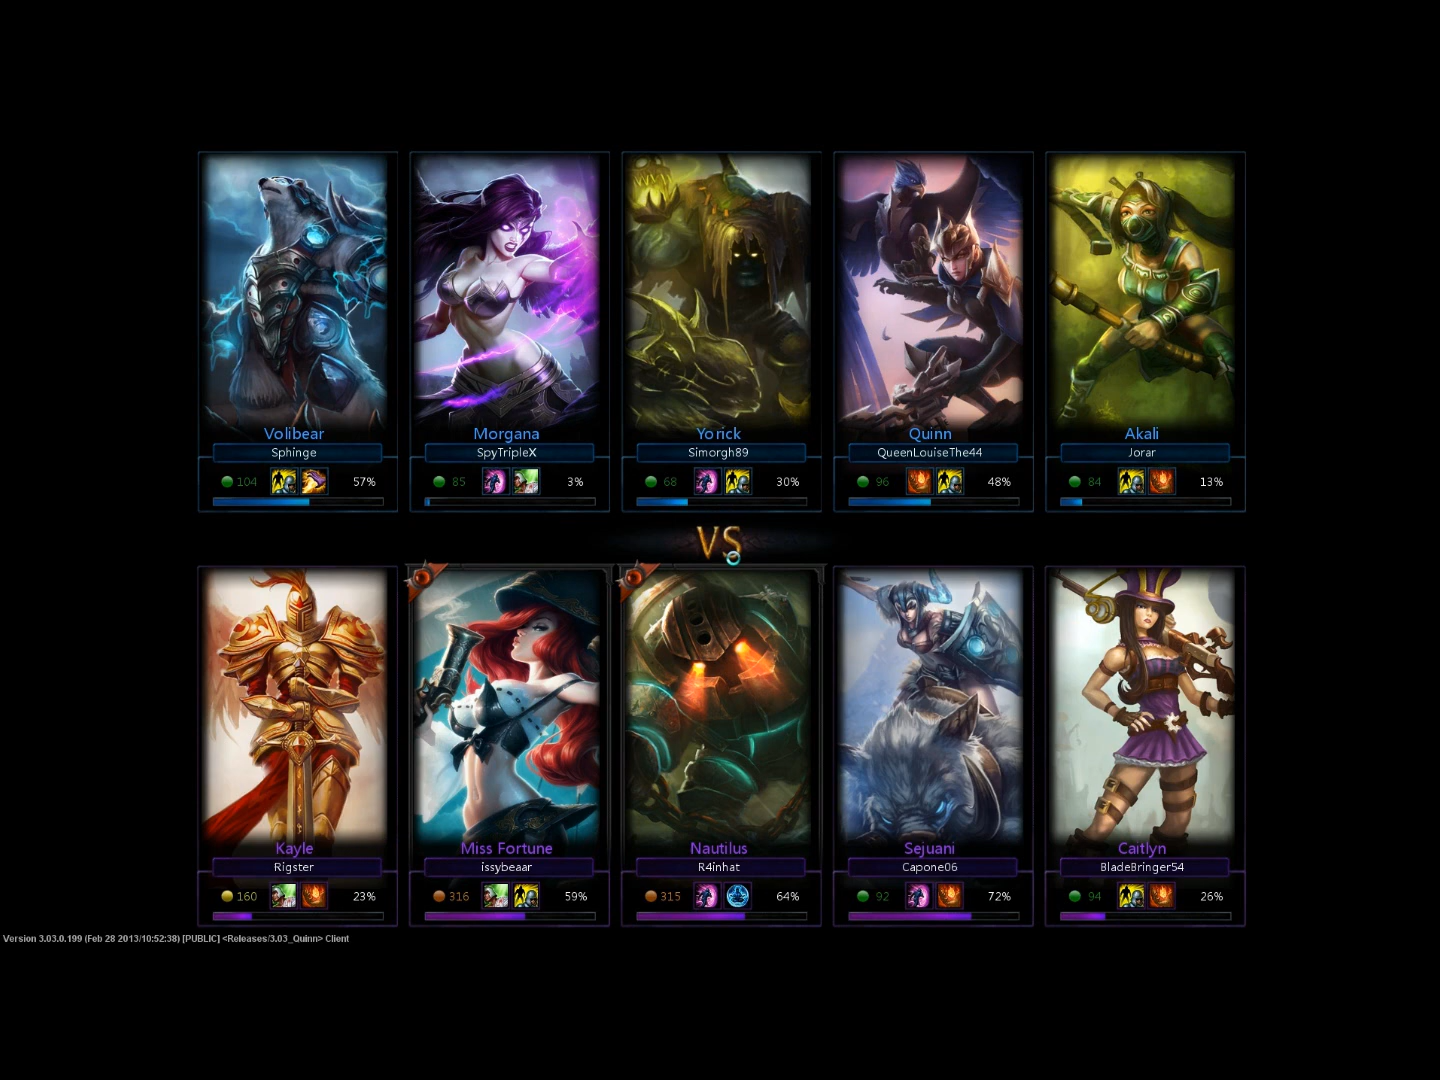 Volibear Morgana Yorick Quinn Akali
Sphinge SpyTripleX Simorgh89 QueenLouiseThe44 Jorar
104 57% 85 3% 68 30% 96 48% 84 13%
VS
Kayle Miss Fortune Nautilus Sejuani Caitlyn
Rigster issybeaar R4inhat Capone06 BladeBringer54
160 23% 316 59% 315 64% 92 72% 94 26%
Version 3.03.0.199 (Feb 28 2013/10:52:38) [PUBLIC] <Releases/3.03_Quinn> Client